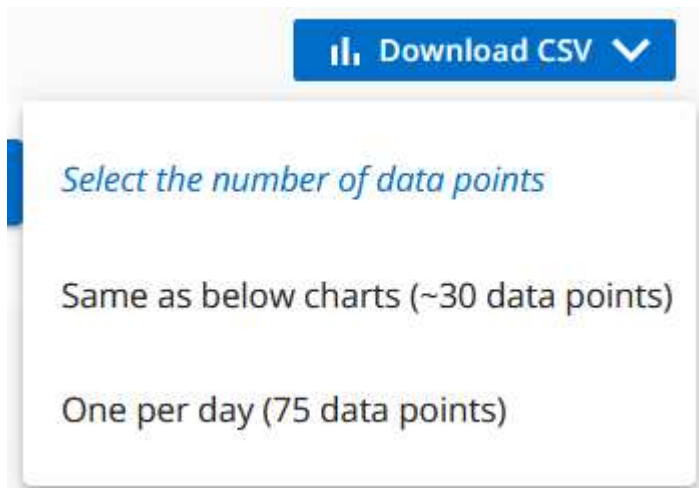 Download CSV
Select the number of data points
Same as below charts (~30 data points)
One per day (75 data points)